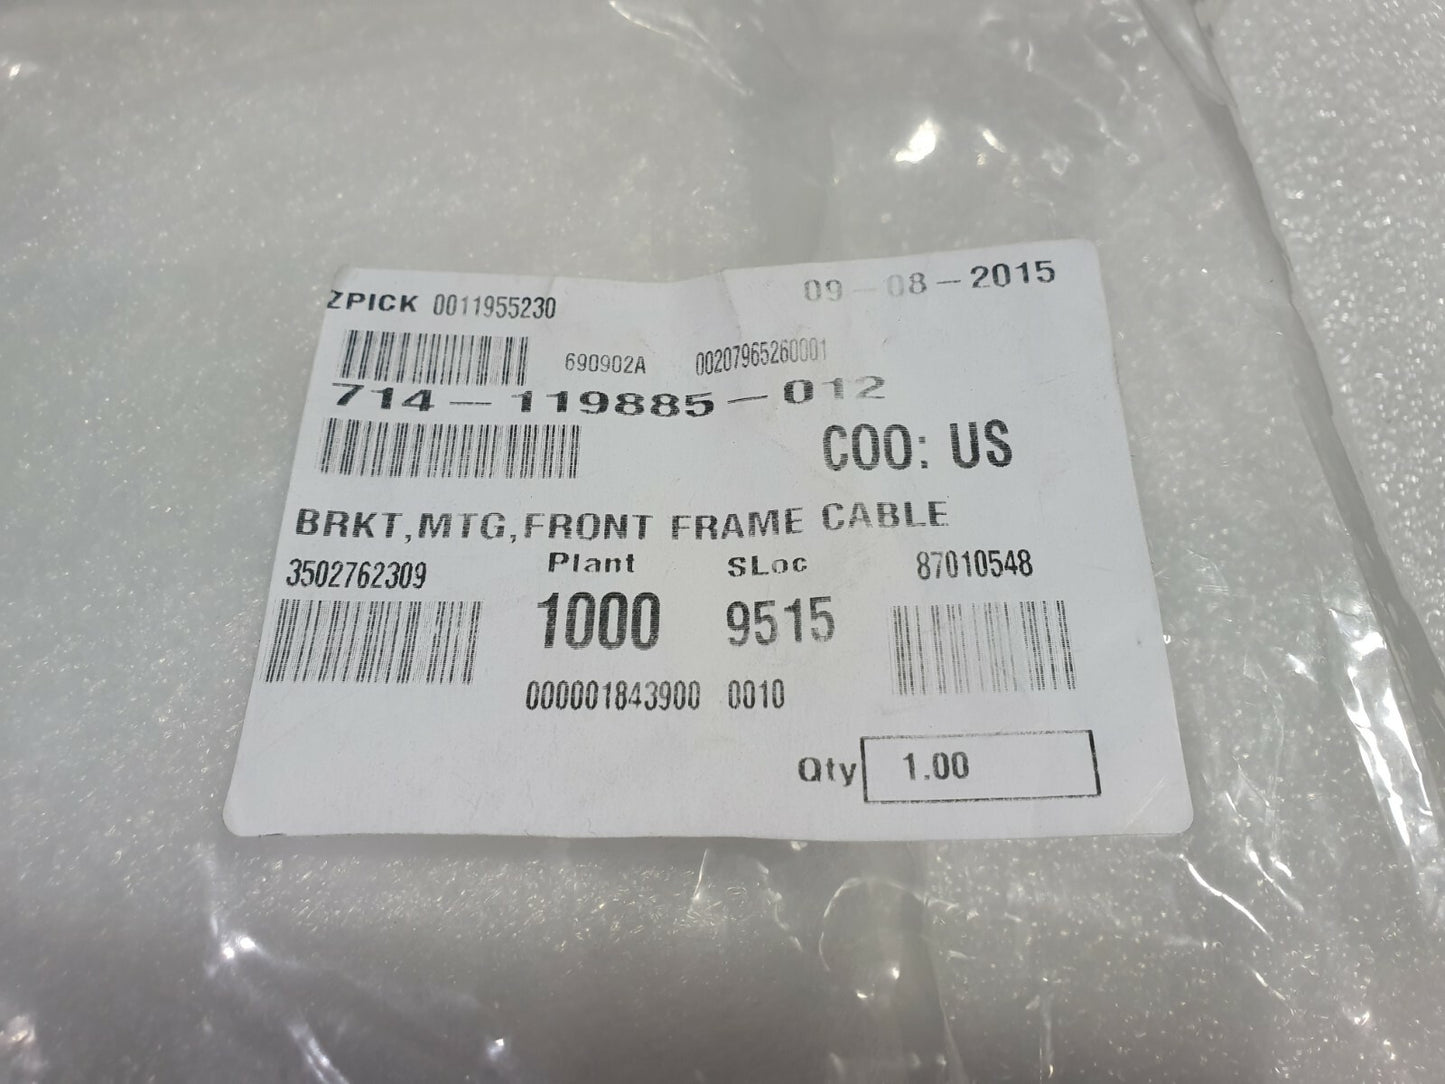 ZPICK 0011955230
09-08-2015
690902A 00207965260001
714-119885-012
COO: US
BRKT,MTG,FRONT FRAME CABLE
3502762309 Plant SLoc 87010548
1000 9515
000001843900 0010
Qty 1.00